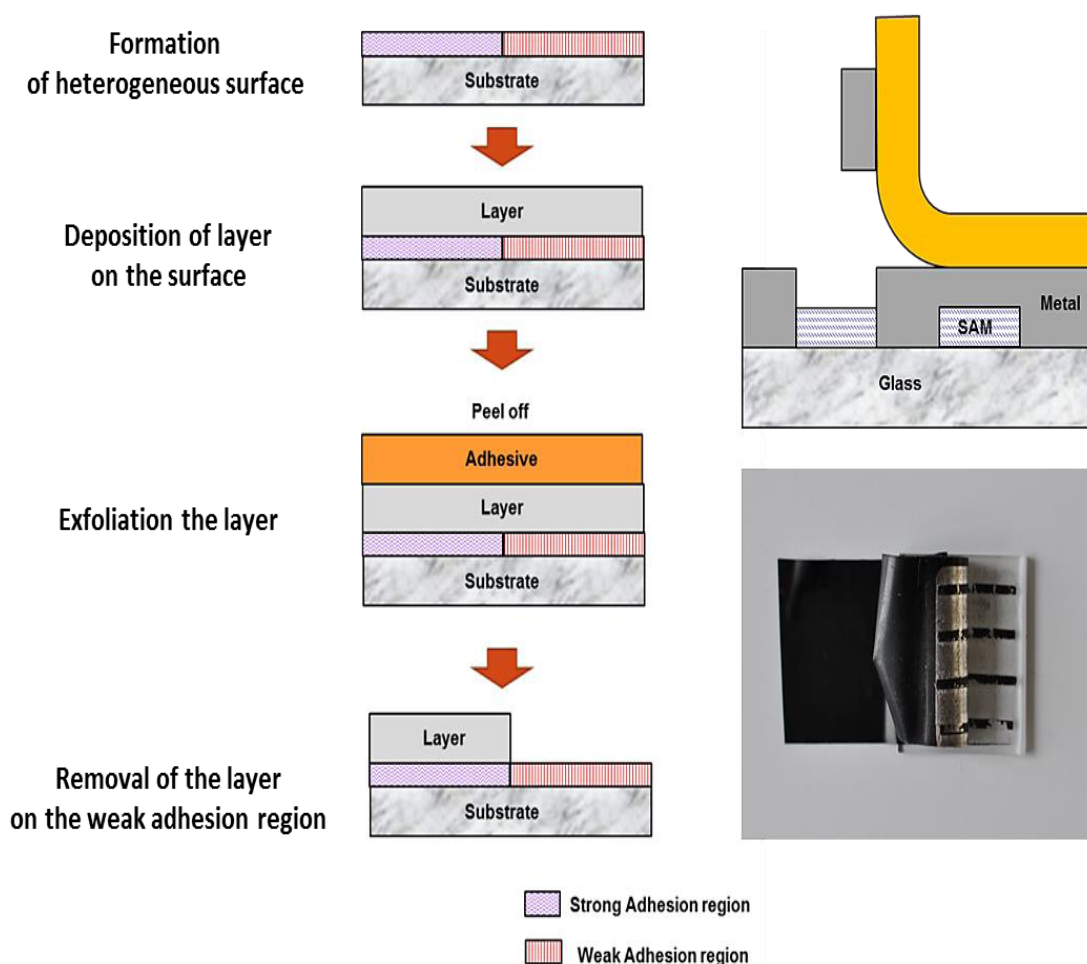 Formation
of heterogeneous surface
Substrate
Deposition of layer
on the surface
Layer
Substrate
Peel off
Exfoliation the layer
Adhesive
Layer
Substrate
Removal of the layer
on the weak adhesion region
Layer
Substrate
Metal
SAM
Glass
Strong Adhesion region
Weak Adhesion region